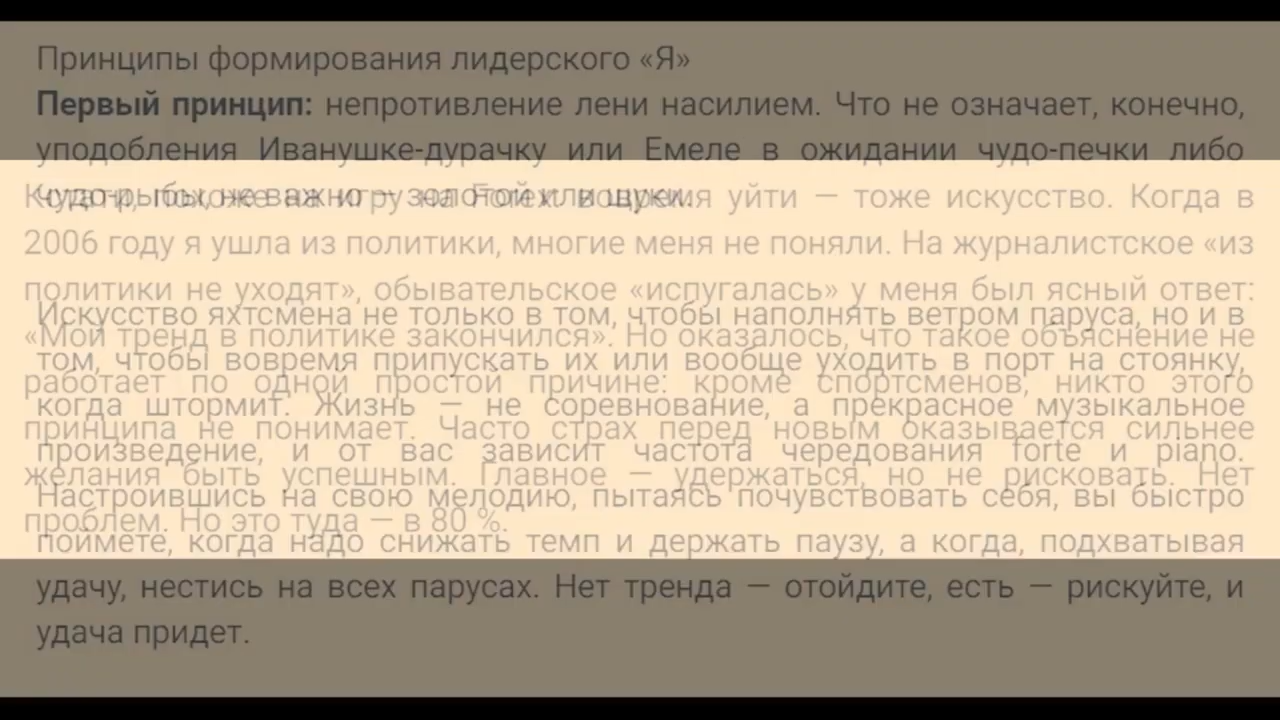 Принципы формирования лидерского «Я»
Первый принцип: непротивление лени насилием. Что не означает, конечно,
уподобления Иванушке-дурачку или Емеле в ожидании чудо-печки либо
чудо-рыбы, не важно — золотой или щуки.
Искусство яхтсмена не только в том, чтобы наполнять ветром паруса, но и в
том, чтобы вовремя припускать их или вообще уходить в порт на стоянку,
когда штормит. Жизнь — не соревнование, а прекрасное музыкальное
произведение, и от вас зависит частота чередования forte и piano.
Настроившись на свою мелодию, пытаясь почувствовать себя, вы быстро
поймете, когда надо снижать темп и держать паузу, а когда, подхватывая
удачу, нестись на всех парусах. Нет тренда — отойдите, есть — рискуйте, и
удача придет.
Кстати, похоже на игру на Forex: вовремя уйти — тоже искусство. Когда в
2006 году я ушла из политики, многие меня не поняли. На журналистское «из
политики не уходят», обывательское «испугалась» у меня был ясный ответ:
«Мой тренд в политике закончился». Но оказалось, что такое объяснение не
работает по одной простой причине: кроме спортсменов, никто этого
принципа не понимает. Часто страх перед новым оказывается сильнее
желания быть успешным. Главное — удержаться, но не рисковать. Нет
проблем. Но это туда — в 80 %.